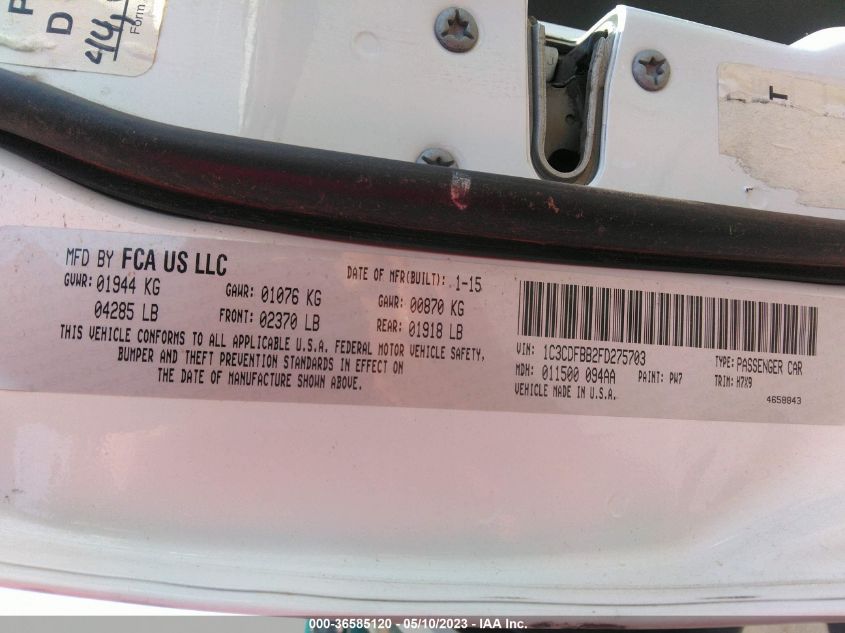 P
D
44
Form
T
MFD BY FCA US LLC
DATE OF MFR(BUILT): 1-15
GVWR: 01944 KG
GAWR: 01076 KG
GAWR: 00870 KG
04285 LB
FRONT: 02370 LB
REAR: 01918 LB
THIS VEHICLE CONFORMS TO ALL APPLICABLE U.S.A. FEDERAL MOTOR VEHICLE SAFETY,
BUMPER AND THEFT PREVENTION STANDARDS IN EFFECT ON
THE DATE OF MANUFACTURE SHOWN ABOVE.
VIN: 1C3CDFBB2FD275703
TYPE: PASSENGER CAR
MDH: 011500 094AA
PAINT: PW7
TRIM: H7X9
VEHICLE MADE IN U.S.A.
4658843
000-36585120 - 05/10/2023 - IAA Inc.